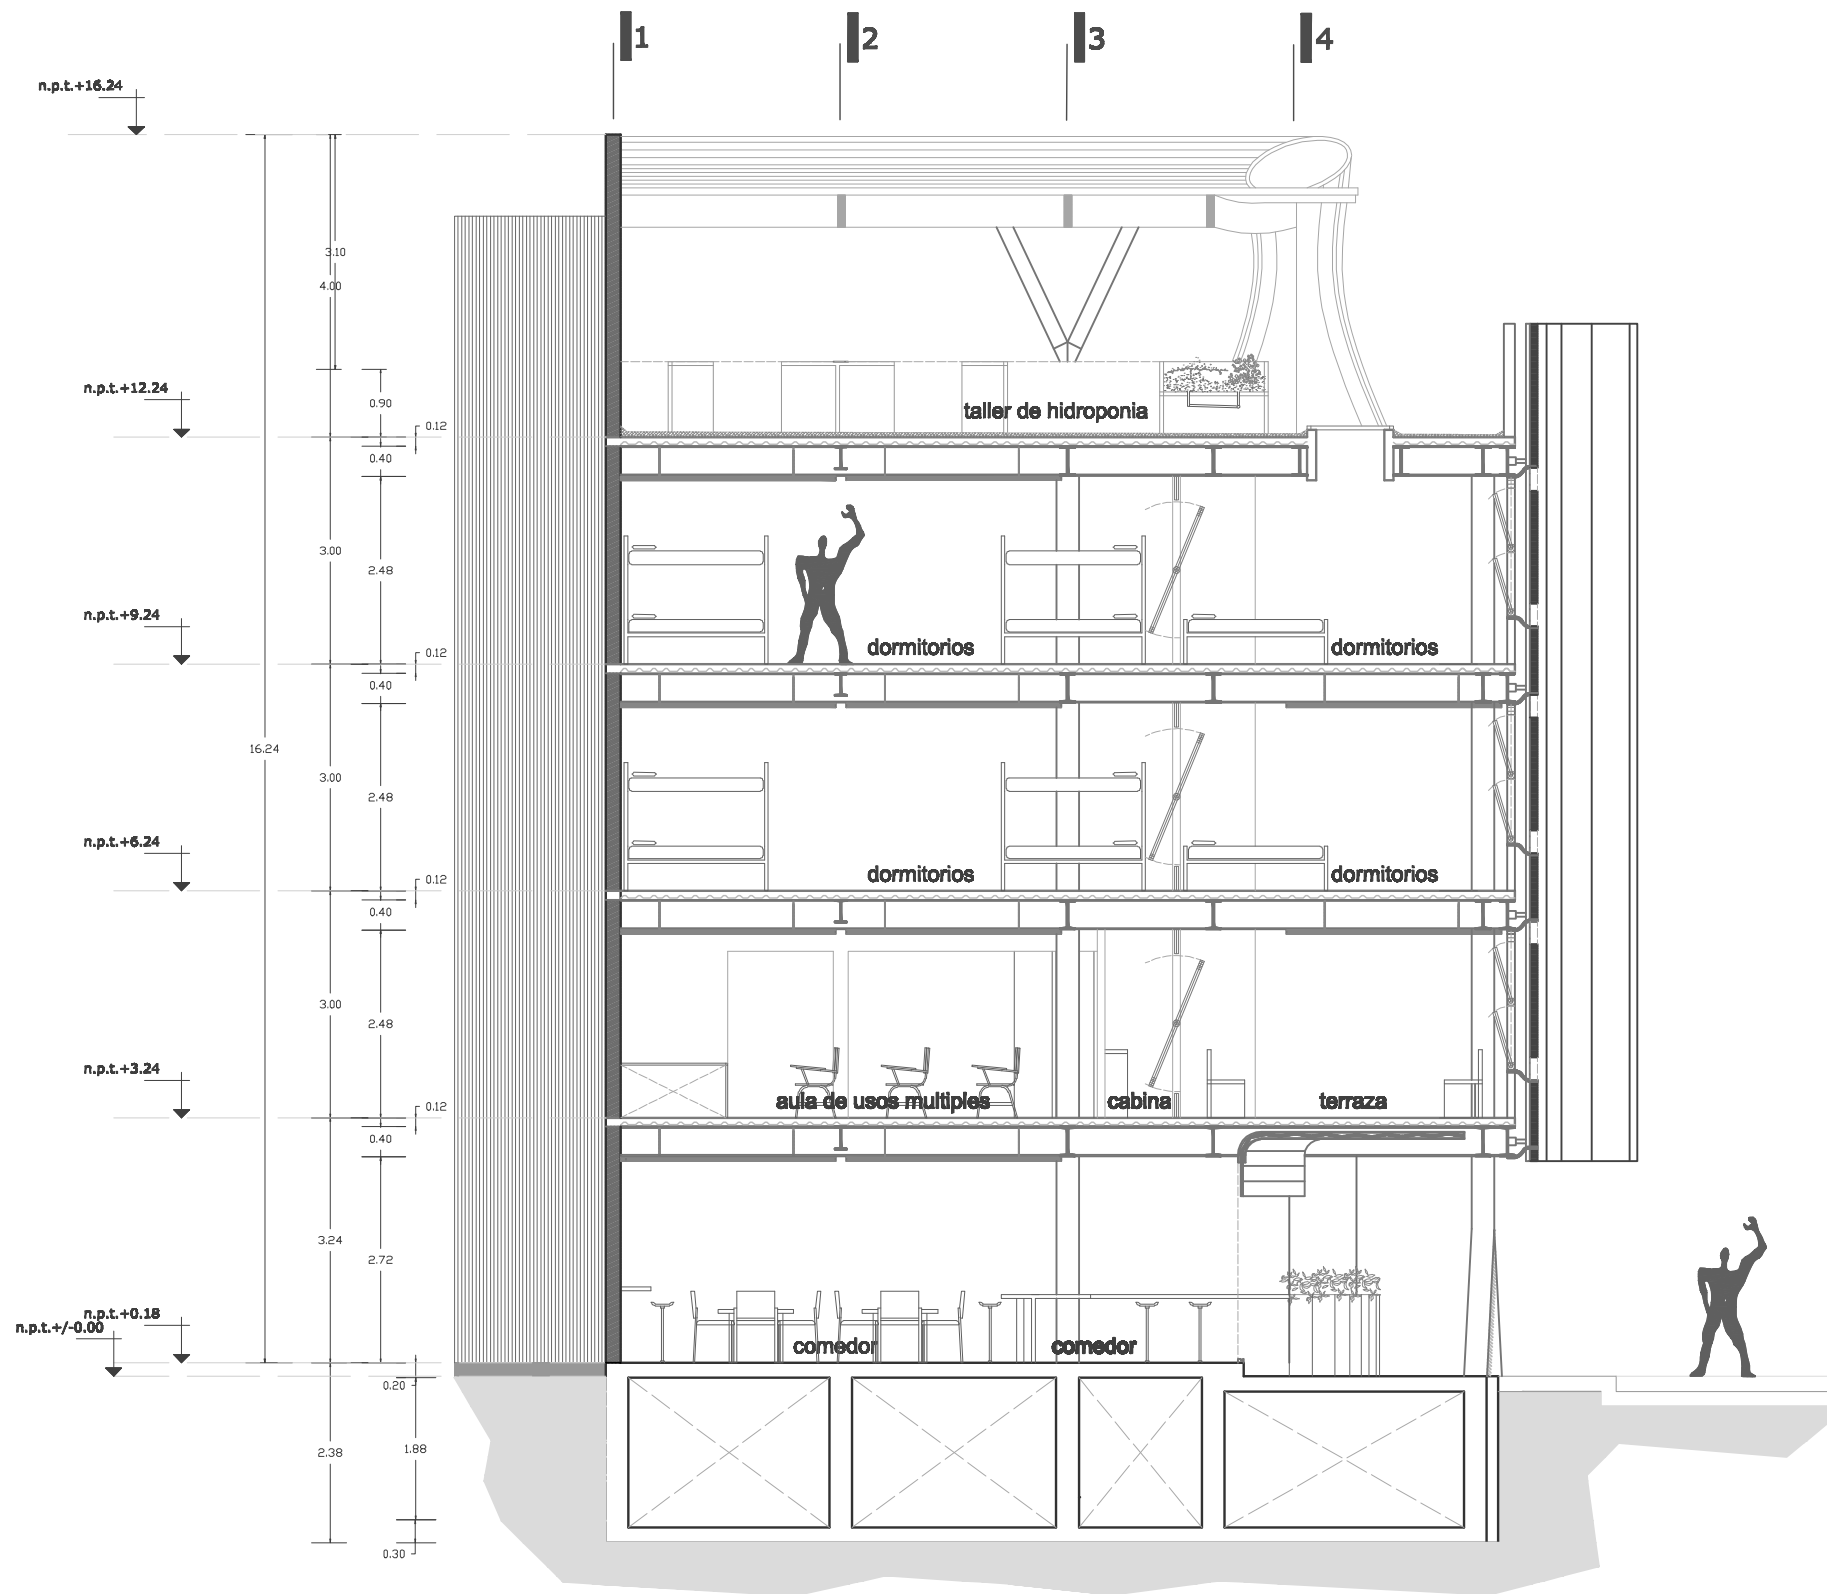 1 2 3 4
n.p.t.+16.24
3.10
4.00
n.p.t.+12.24
0.90
taller de hidroponia
0.12
0.40
3.00
2.48
n.p.t.+9.24
dormitorios dormitorios
0.12
0.40
16.24
3.00
2.48
n.p.t.+6.24
dormitorios dormitorios
0.12
0.40
3.00
2.48
n.p.t.+3.24
aula de usos multiples cabina terraza
0.12
0.40
3.24
2.72
n.p.t.+0.18
n.p.t.+/-0.00
comedor comedor
0.20
2.38
1.88
0.30